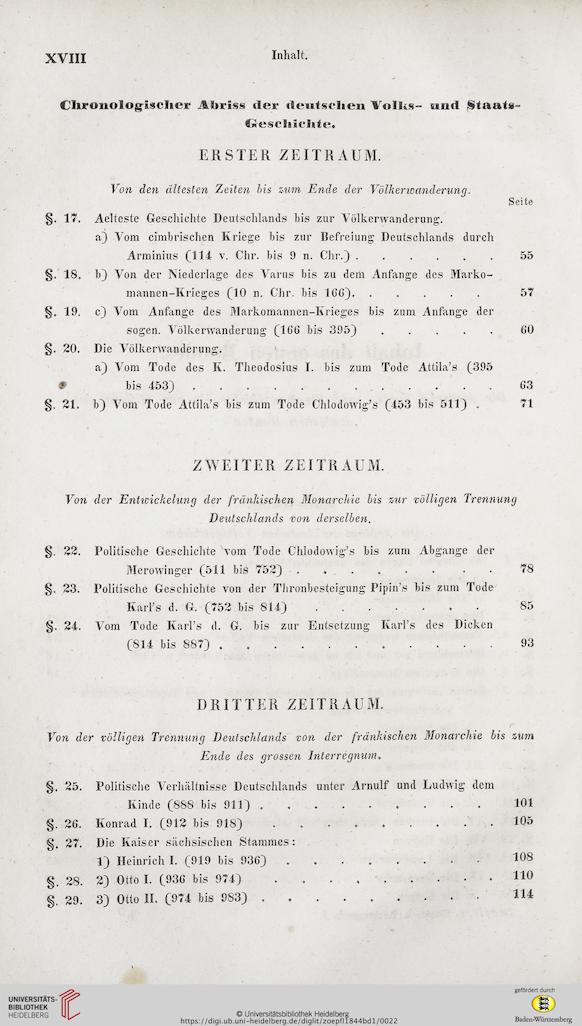 XVIII
Inhalt.
Chronologischer Abriss der deutschen Volks- und Staats-
Geschichte.
ERSTER ZEITRAUM.
Von den ältesten Zeiten bis zum Ende der Völkerwanderung.
Seite
§. 17. Aelteste Geschichte Deutschlands bis zur Völkerwanderung.
a) Vom cimbrischen Kriege bis zur Befreiung Deutschlands durch
Arminius (114 v. Chr. bis 9 n. Chr.) . . . . . . 55
§. 18. b) Von der Niederlage des Varus bis zu dem Anfange des Marko-
mannen-Krieges (10 n. Chr. bis 166). . . . . . 57
§. 19. c) Vom Anfange des Markomannen-Krieges bis zum Anfange der
sogen. Völkerwanderung (166 bis 395) . . . . . 60
§. 20. Die Völkerwanderung.
a) Vom Tode des K. Theodosius I. bis zum Tode Attila's (395
bis 453) . . . . . . . . . . . . 63
§. 21. b) Vom Tode Attila's bis zum Tode Chlodowig's (453 bis 511) . 71
ZWEITER ZEITRAUM.
Von der Entwickelung der fränkischen Monarchie bis zur völligen Trennung
Deutschlands von derselben.
§. 22. Politische Geschichte vom Tode Chlodowig's bis zum Abgange der
Merowinger (511 bis 752) . . . . . . . . 78
§. 23. Politische Geschichte von der Thronbesteigung Pipin's bis zum Tode
Karl's d. G. (752 bis 814) . . . . . . . 85
§. 24. Vom Tode Karl's d. G. bis zur Entsetzung Karl's des Dicken
(814 bis 887) . . . . . . . . . . . 93
DRITTER ZEITRAUM.
Von der völligen Trennung Deutschlands von der fränkischen Monarchie bis zum
Ende des grossen Interregnum.
§. 25. Politische Verhältnisse Deutschlands unter Arnulf und Ludwig dem
Kinde (888 bis 911) . . . . . . . . . 101
§. 26. Konrad I. (912 bis 918) . . . . . . . . . 105
§. 27. Die Kaiser sächsischen Stammes:
1) Heinrich I. (919 bis 936) . . . . . . . . 108
§. 28. 2) Otto I. (936 bis 974) . . . . . . . . . 110
§. 29. 3) Otto II. (974 bis 983) . . . . . . . . . 114
UNIVERSITÄTS-
BIBLIOTHEK
HEIDELBERG
© Universitätsbibliothek Heidelberg
https://digi.ub.uni-heidelberg.de/diglit/zoepfl1844bd1/0022
gefördert durch
Baden-Württemberg